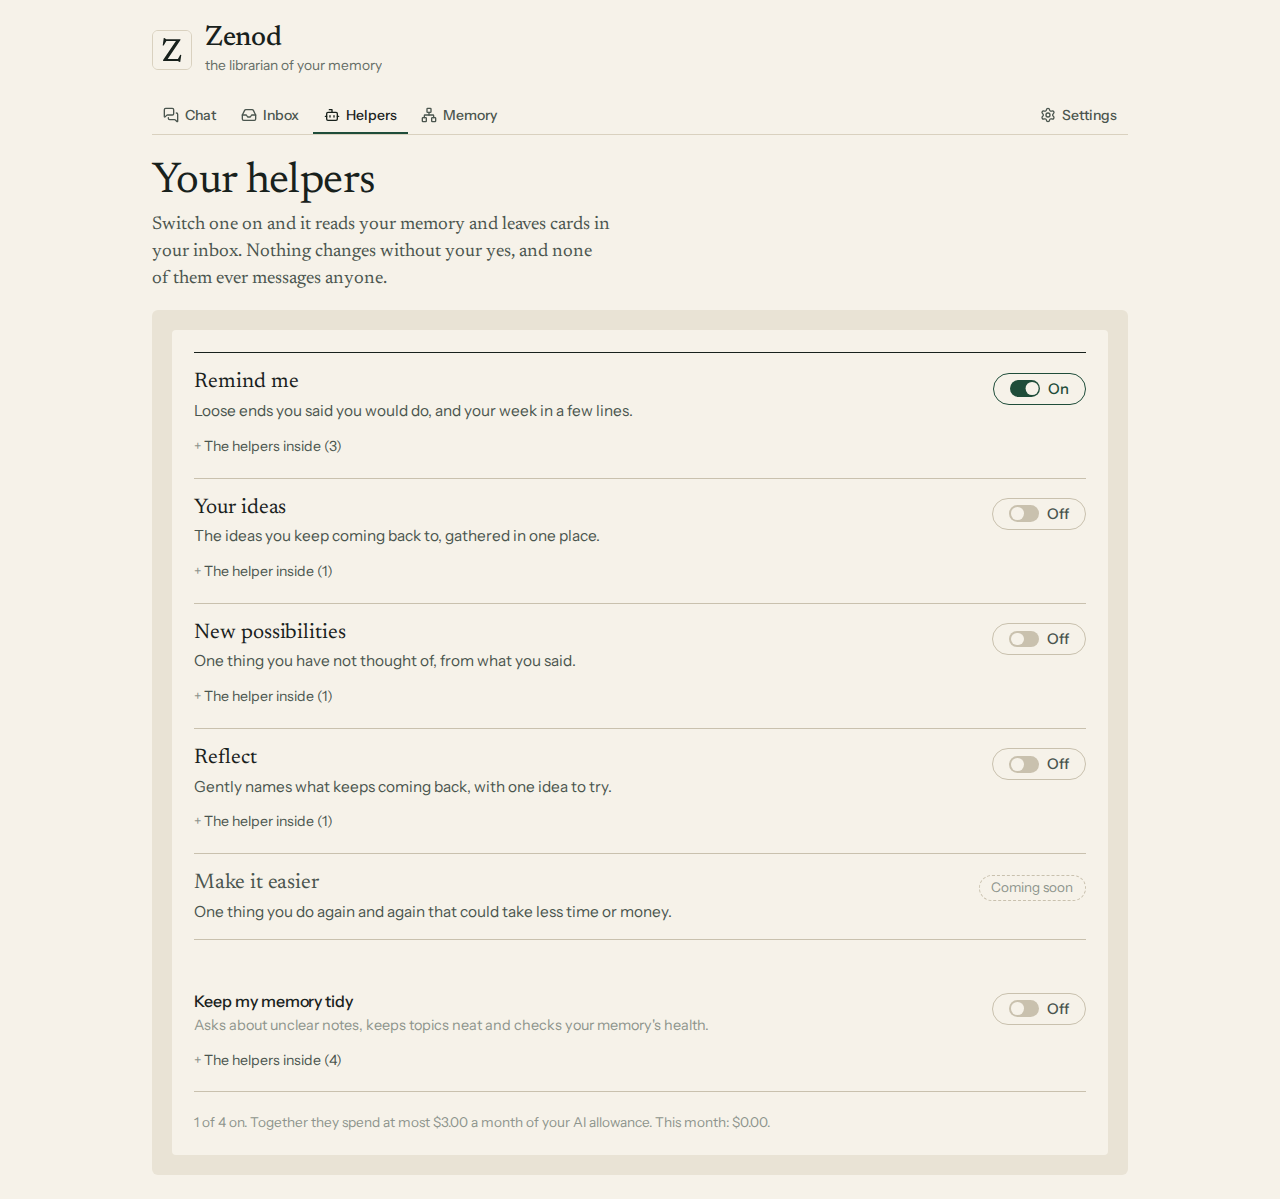 Z
Zenod
the librarian of your memory
Chat
Inbox
Helpers
Memory
Settings
Your helpers
Switch one on and it reads your memory and leaves cards in
your inbox. Nothing changes without your yes, and none
of them ever messages anyone.
Remind me
On
Loose ends you said you would do, and your week in a few lines.
+ The helpers inside (3)
Your ideas
Off
The ideas you keep coming back to, gathered in one place.
+ The helper inside (1)
New possibilities
Off
One thing you have not thought of, from what you said.
+ The helper inside (1)
Reflect
Off
Gently names what keeps coming back, with one idea to try.
+ The helper inside (1)
Make it easier
Coming soon
One thing you do again and again that could take less time or money.
Keep my memory tidy
Off
Asks about unclear notes, keeps topics neat and checks your memory's health.
+ The helpers inside (4)
1 of 4 on. Together they spend at most $3.00 a month of your AI allowance. This month: $0.00.